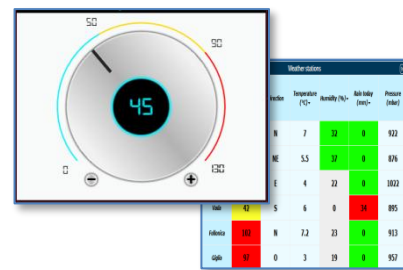 50
90
45
0
130
Weather stations
Direction Temperature (°C) Humidity (%) Rain today (mm) Pressure (mbar)
N 7 32 0 922
NE 5.5 37 0 876
E 4 22 0 1022
42 S 6 0 34 895
Follonica 102 N 7.2 23 0 913
Giglio 97 O 3 19 0 957